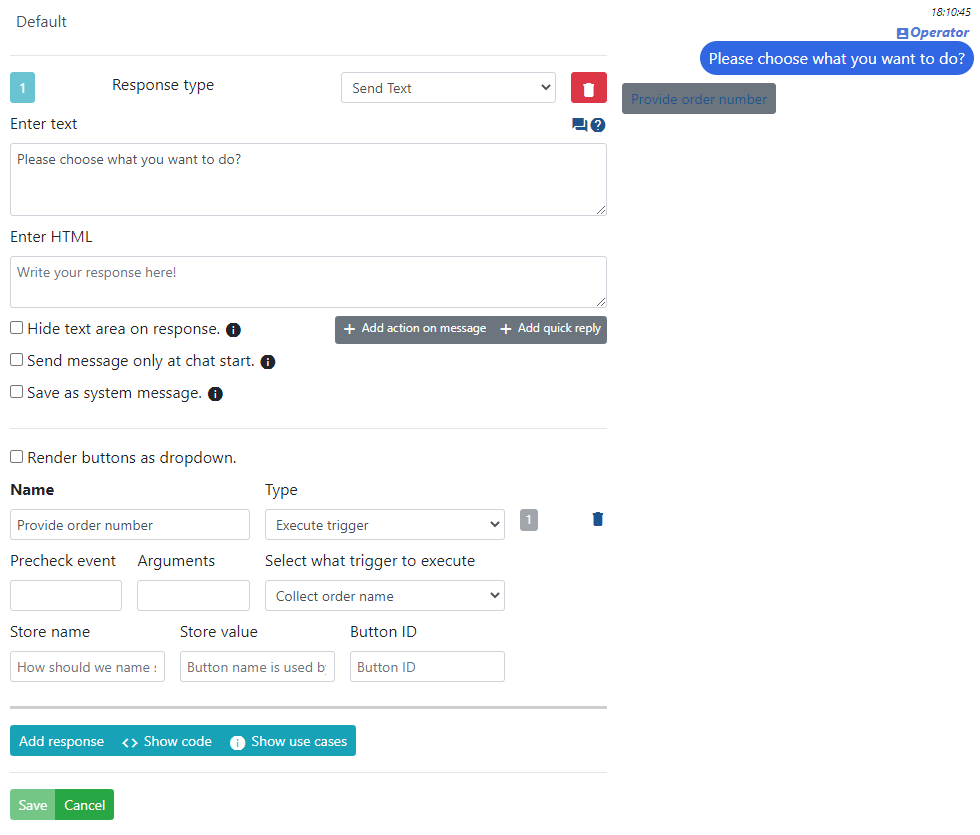 Default
18:10:45
Operator
Please choose what you want to do?
Provide order number
1
Response type
Send Text
Enter text
Please choose what you want to do?
Enter HTML
Write your response here!
Hide text area on response.
Add action on message
Add quick reply
Send message only at chat start.
Save as system message.
Render buttons as dropdown.
Name
Type
Provide order number
Execute trigger
1
Precheck event
Arguments
Select what trigger to execute
Collect order name
Store name
Store value
Button ID
How should we name s
Button name is used by
Button ID
Add response
Show code
Show use cases
Save
Cancel